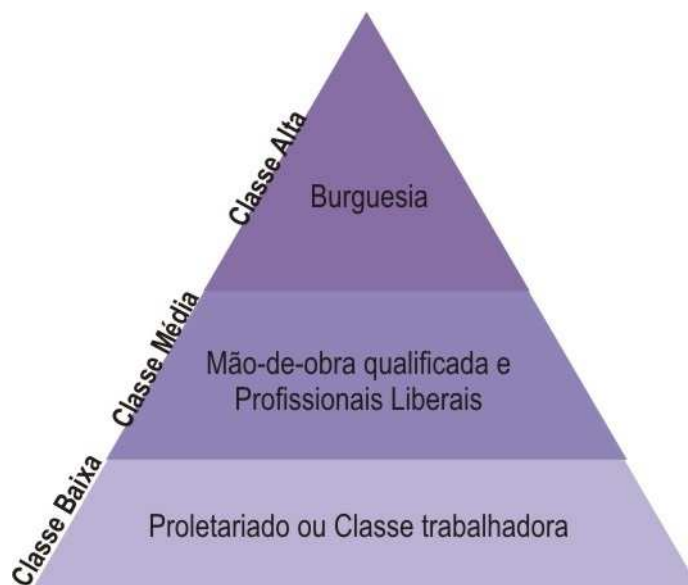 Classe Alta
Burguesia
Classe Média
Mão-de-obra qualificada e
Profissionais Liberais
Classe Baixa
Proletariado ou Classe trabalhadora